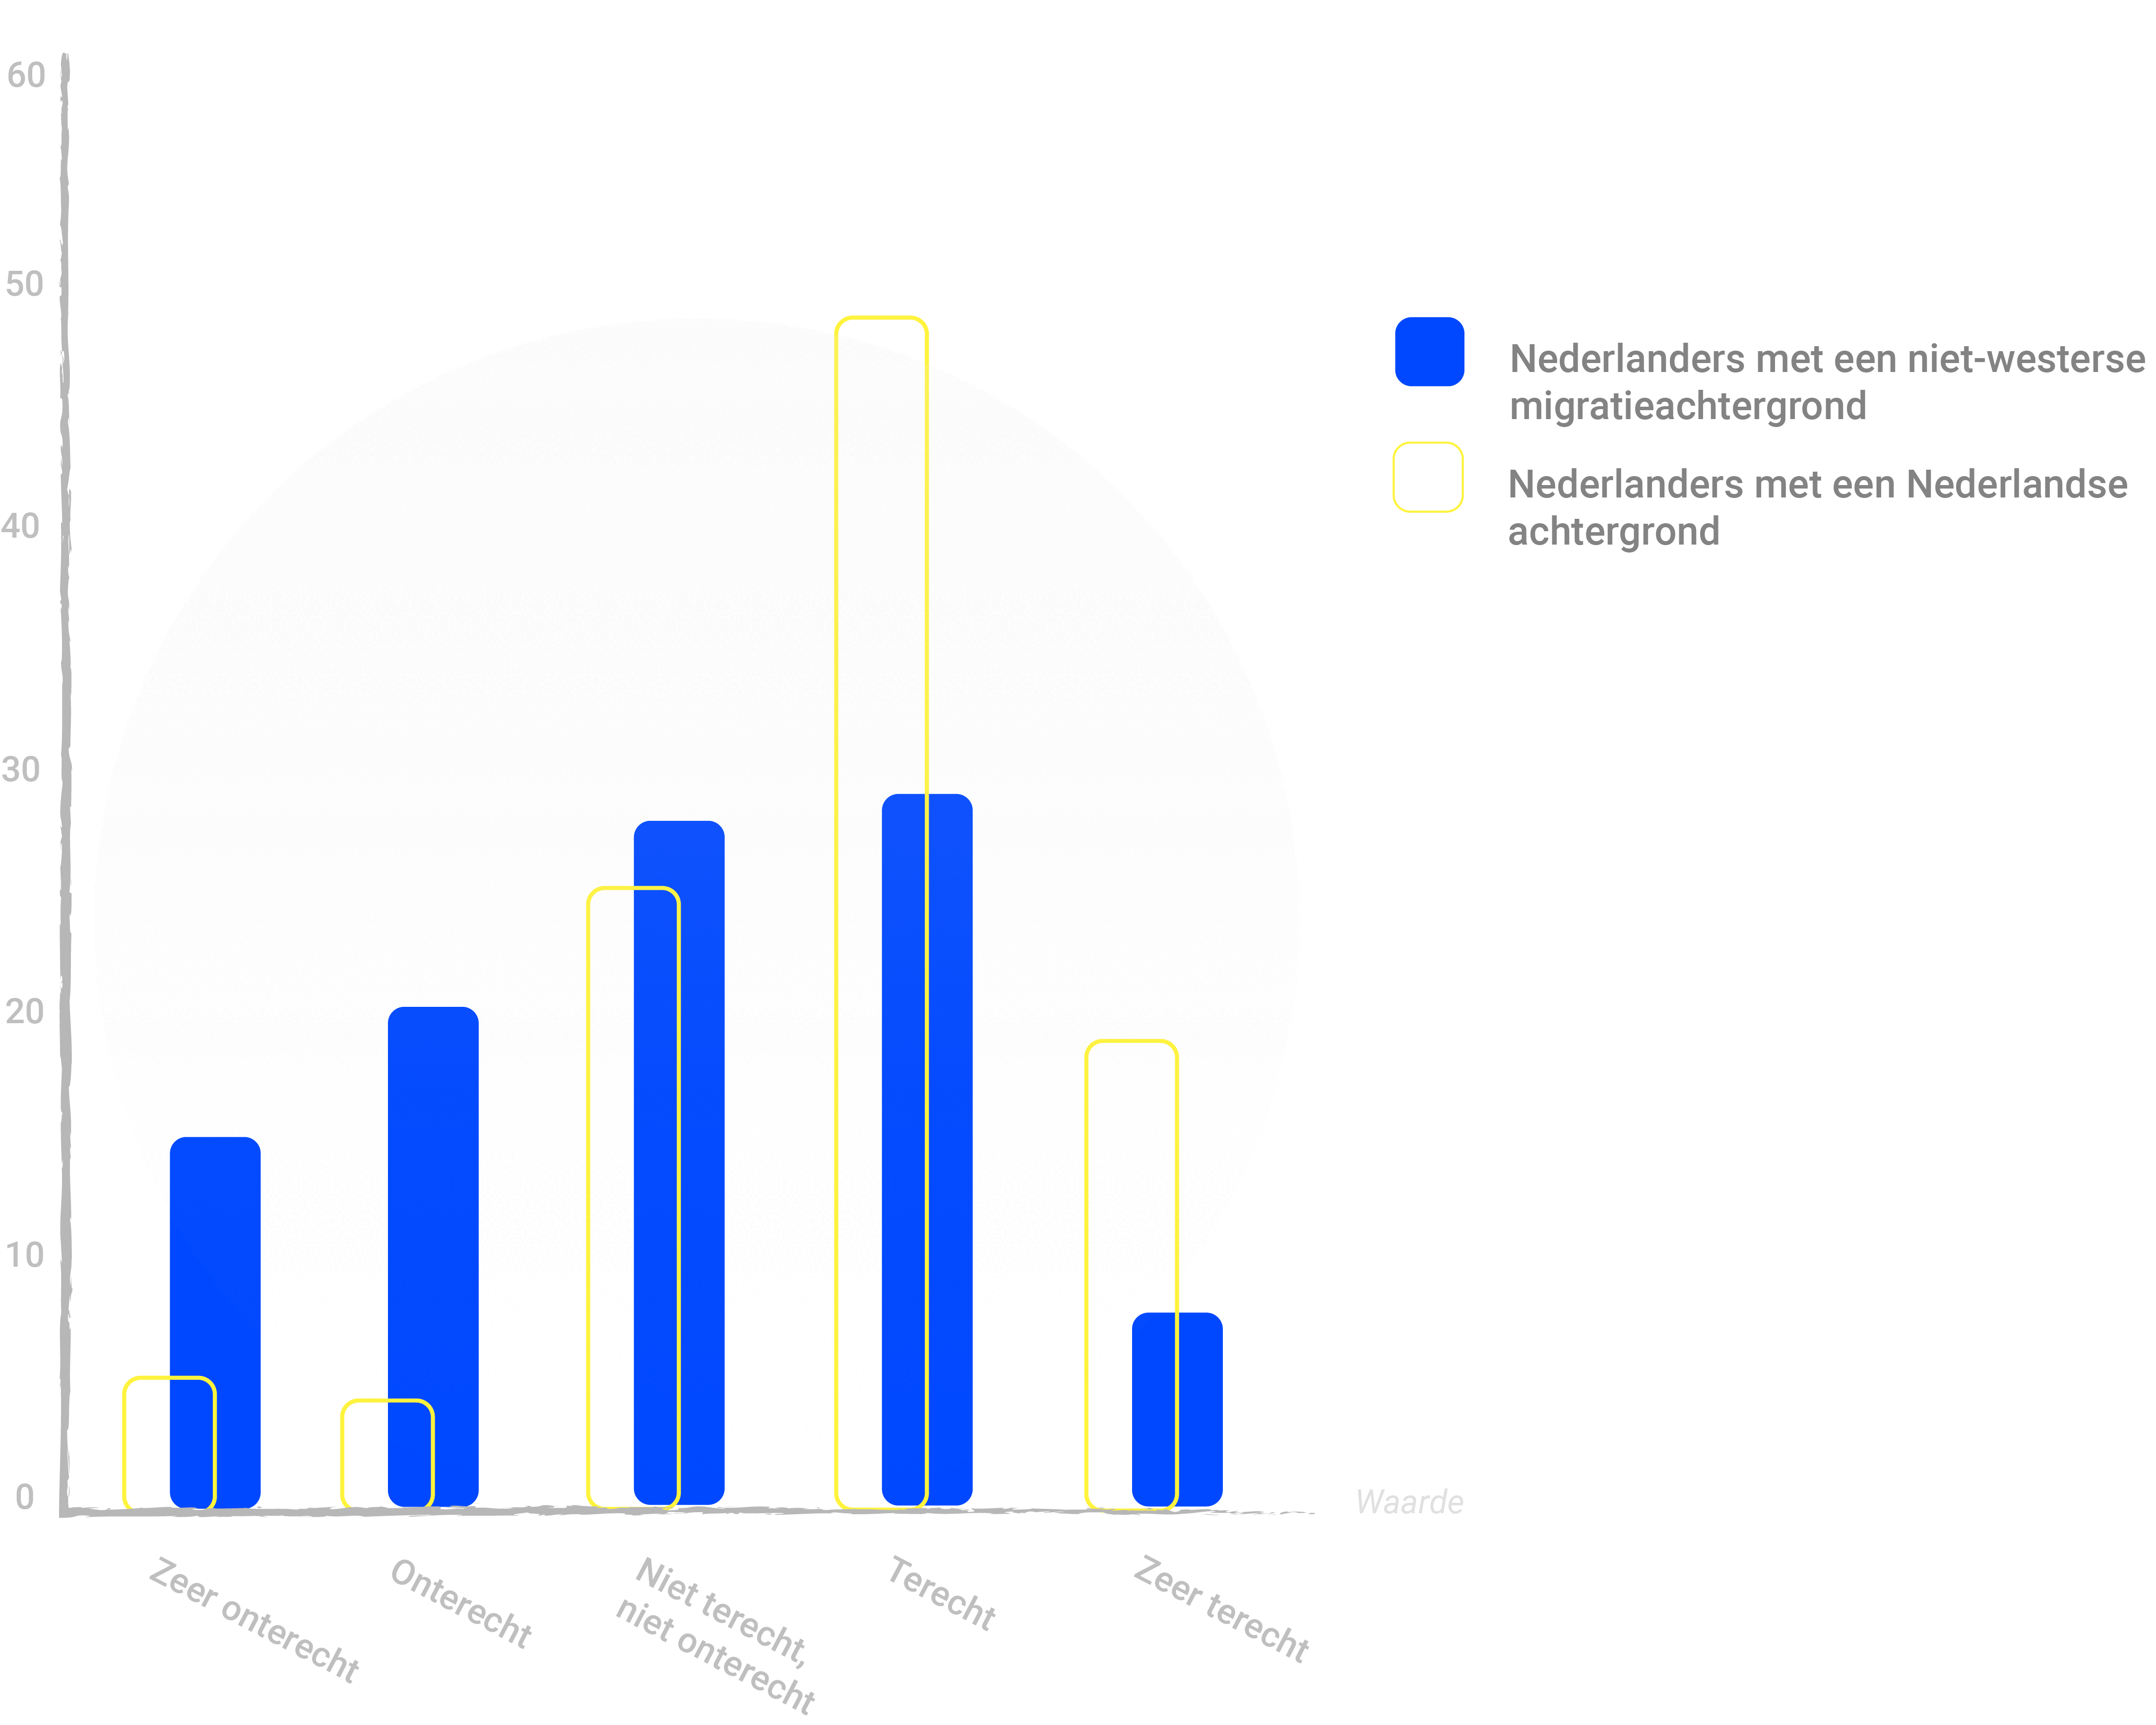 60
50
40
30
20
10
0
Nederlanders met een niet-westerse
migratieachtergrond
Nederlanders met een Nederlandse
achtergrond
Waarde
Zeer onterecht
Onterecht
Niet terecht,
niet onterecht
Terecht
Zeer terecht